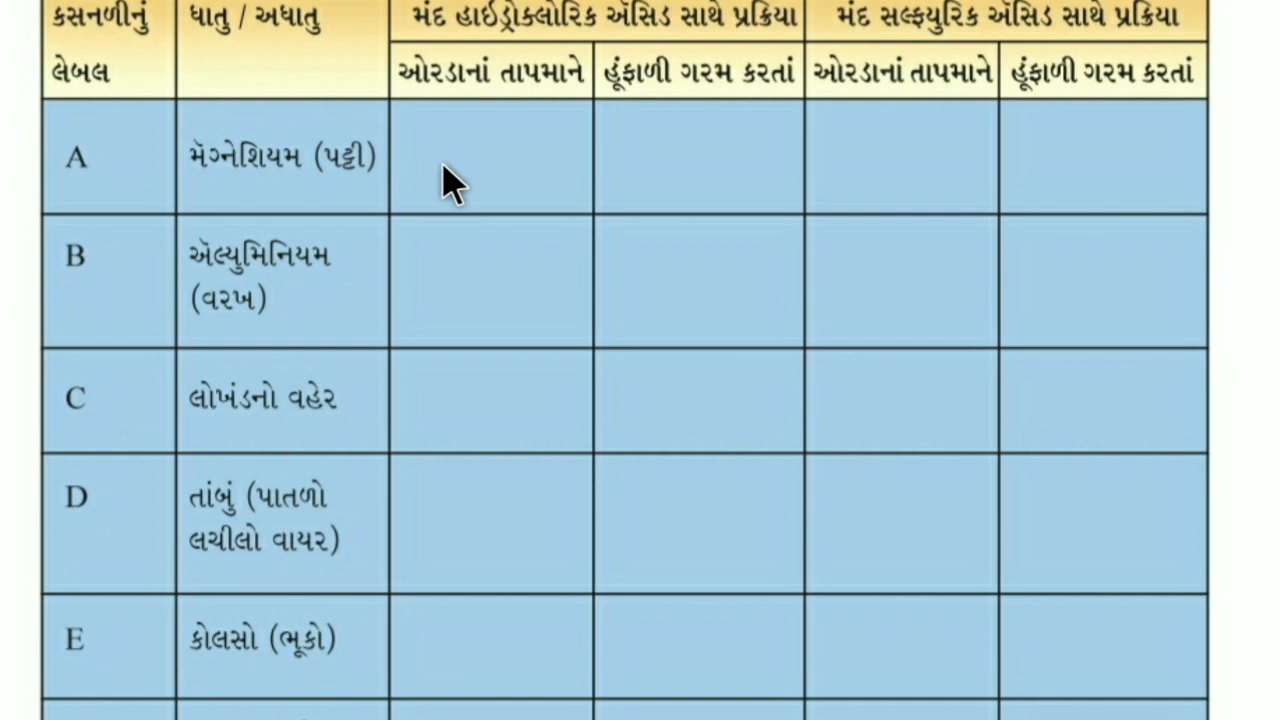 કસનળીનું ધાતુ / અધાતુ મંદ હાઇડ્રોક્લોરિક ઍસિડ સાથે પ્રક્રિયા મંદ સલ્ફ્યુરિક ઍસિડ સાથે પ્રક્રિયા
લેબલ ઓરડાનાં તાપમાને હૂંફાળી ગરમ કરતાં ઓરડાનાં તાપમાને હૂંફાળી ગરમ કરતાં
A મૅગ્નેશિયમ (પટ્ટી)
B ઍલ્યુમિનિયમ
(વરખ)
C લોખંડનો વહેર
D તાંબું (પાતળો
લચીલો વાયર)
E કોલસો (ભૂકો)